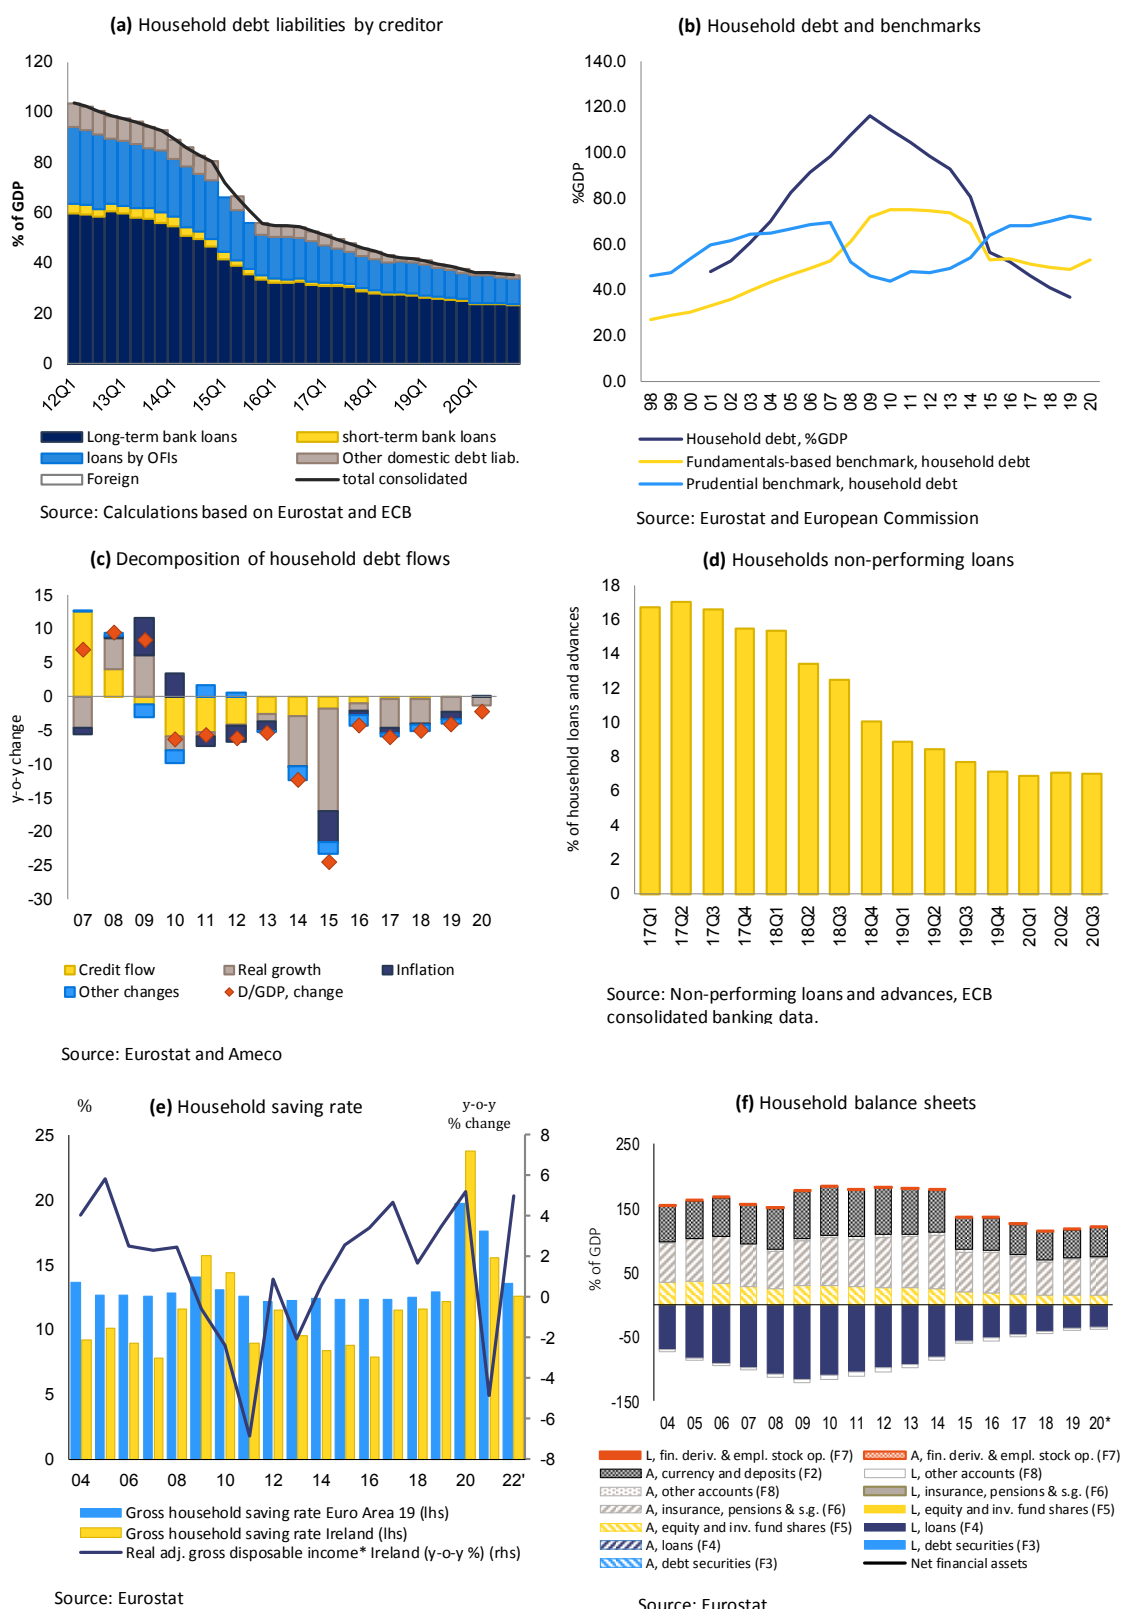 (a) Household debt liabilities by creditor
120
100
80
60
40
20
0
% of GDP
12Q1 13Q1 14Q1 15Q1 16Q1 17Q1 18Q1 19Q1 20Q1
Long-term bank loans short-term bank loans
loans by OFIs Other domestic debt liab.
Foreign total consolidated
Source: Calculations based on Eurostat and ECB
(b) Household debt and benchmarks
140.0
120.0
100.0
80.0
60.0
40.0
20.0
0.0
%GDP
98 99 00 01 02 03 04 05 06 07 08 09 10 11 12 13 14 15 16 17 18 19 20
Household debt, %GDP
Fundamentals-based benchmark, household debt
Prudential benchmark, household debt
Source: Eurostat and European Commission
(c) Decomposition of household debt flows
15
10
5
0
-5
-10
-15
-20
-25
-30
y-o-y change
07 08 09 10 11 12 13 14 15 16 17 18 19 20
Credit flow Real growth Inflation
Other changes D/GDP, change
Source: Eurostat and Ameco
(d) Households non-performing loans
18
16
14
12
10
8
6
4
2
0
% of household loans and advances
17Q1 17Q2 17Q3 17Q4 18Q1 18Q2 18Q3 18Q4 19Q1 19Q2 19Q3 19Q4 20Q1 20Q2 20Q3
Source: Non-performing loans and advances, ECB
consolidated banking data.
% (e) Household saving rate y-o-y
% change
25
20
15
10
5
0
8
6
4
2
0
-2
-4
-6
-8
04 06 08 10 12 14 16 18 20 22'
Gross household saving rate Euro Area 19 (lhs)
Gross household saving rate Ireland (lhs)
Real adj. gross disposable income* Ireland (y-o-y %) (rhs)
Source: Eurostat
(f) Household balance sheets
250
150
50
-50
-150
% of GDP
04 05 06 07 08 09 10 11 12 13 14 15 16 17 18 19 20*
L, fin. deriv. & empl. stock op. (F7) A, fin. deriv. & empl. stock op. (F7)
A, currency and deposits (F2) L, other accounts (F8)
A, other accounts (F8) L, insurance, pensions & s.g. (F6)
A, insurance, pensions & s.g. (F6) L, equity and inv. fund shares (F5)
A, equity and inv. fund shares (F5) L, loans (F4)
A, loans (F4) L, debt securities (F3)
A, debt securities (F3) Net financial assets
Source: Eurostat